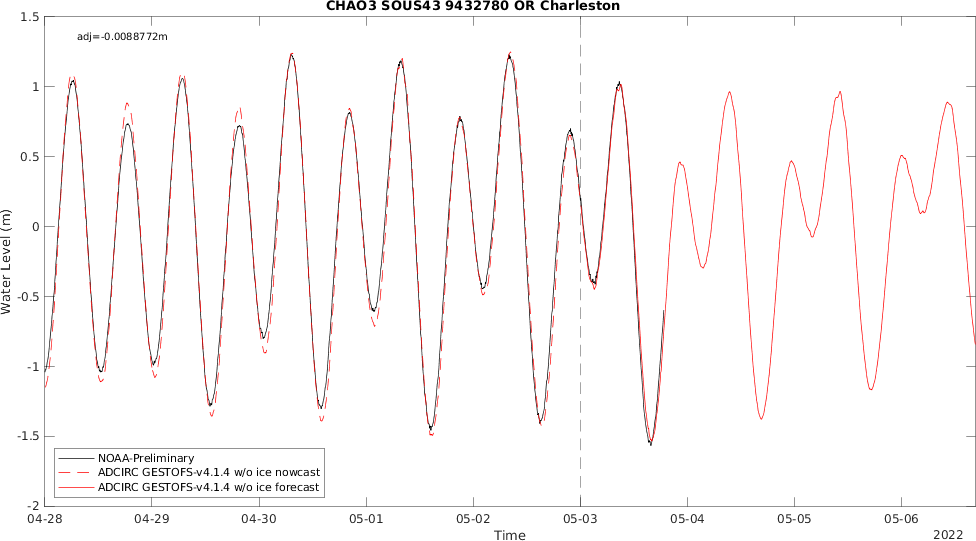 CHAO3 SOUS43 9432780 OR Charleston
adj=-0.0088772m
1.5
1
0.5
0
-0.5
-1
-1.5
-2
Water Level (m)
NOAA-Preliminary
ADCIRC GESTOFS-v4.1.4 w/o ice nowcast
ADCIRC GESTOFS-v4.1.4 w/o ice forecast
04-28 04-29 04-30 05-01 05-02 05-03 05-04 05-05 05-06
Time
2022